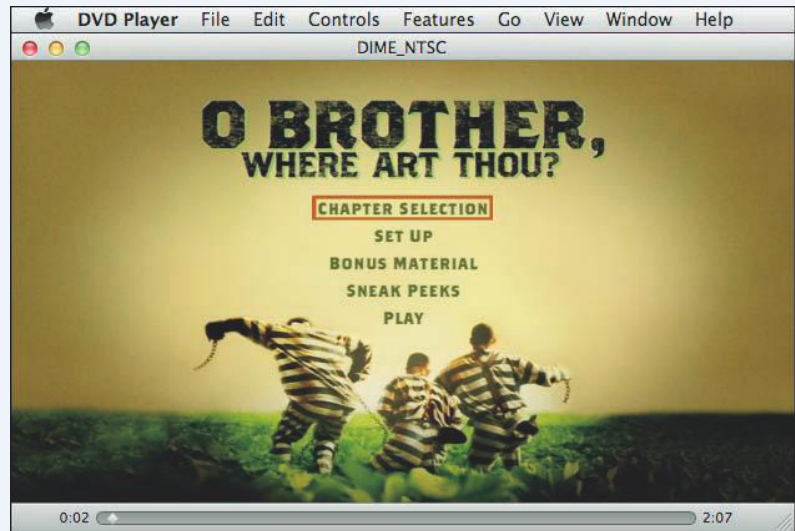 DVD Player File Edit Controls Features Go View Window Help
DIME_NTSC
O BROTHER,
WHERE ART THOU?
CHAPTER SELECTION
SET UP
BONUS MATERIAL
SNEAK PEEKS
PLAY
0:02 2:07